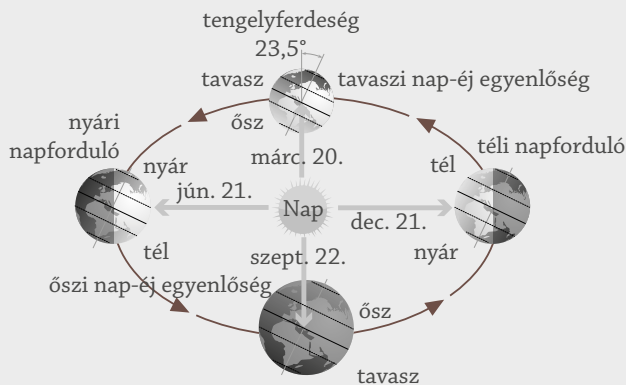 tengelyferdeség
23,5°
tavasz
tavaszi nap-éj egyenlőség
nyári
napforduló
ősz
márc. 20.
téli napforduló
nyár
tél
jún. 21.
Nap
dec. 21.
tél
szept. 22.
nyár
őszi nap-éj egyenlőség
ősz
tavasz